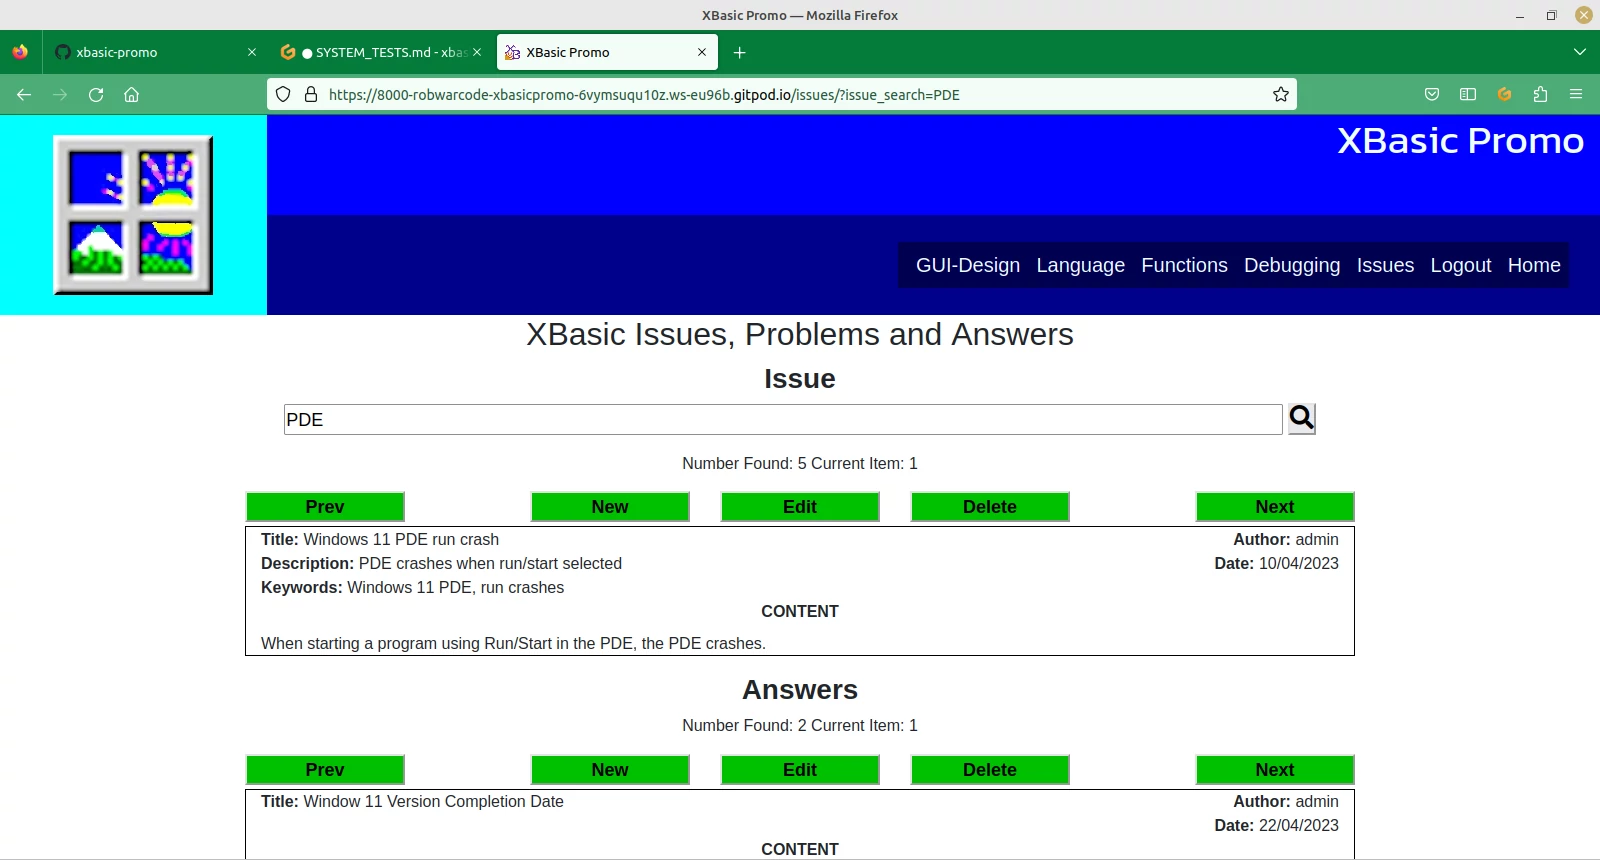 XBasic Promo — Mozilla Firefox
xbasic-promo
SYSTEM_TESTS.md - xbas
XBasic Promo
https://8000-robwarcode-xbasicpromo-6vymsuqu10z.ws-eu96b.gitpod.io/issues/?issue_search=PDE
XBasic Promo
GUI-Design Language Functions Debugging Issues Logout Home
XBasic Issues, Problems and Answers
Issue
PDE
Number Found: 5 Current Item: 1
Prev New Edit Delete Next
Title: Windows 11 PDE run crash Author: admin
Description: PDE crashes when run/start selected Date: 10/04/2023
Keywords: Windows 11 PDE, run crashes
CONTENT
When starting a program using Run/Start in the PDE, the PDE crashes.
Answers
Number Found: 2 Current Item: 1
Prev New Edit Delete Next
Title: Window 11 Version Completion Date Author: admin
Date: 22/04/2023
CONTENT